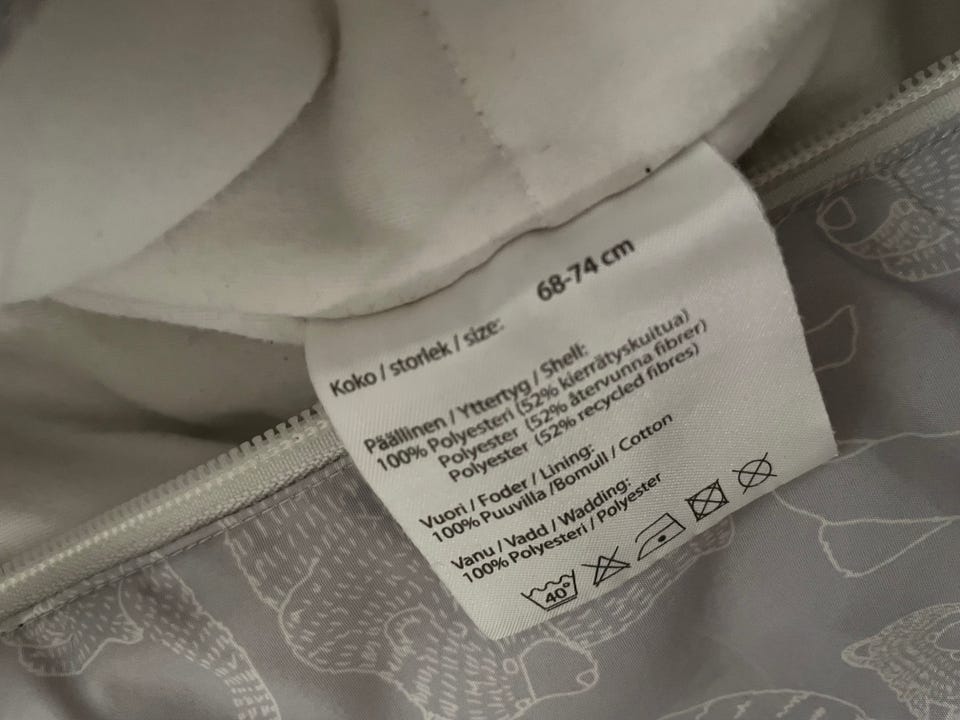 Koko / storlek / size: 68-74 cm
Päällinen / Yttertyg / Shell:
100% Polyesteri (52% kierrätyskuitua)
Polyester (52% återvunna fibrer)
Polyester (52% recycled fibres)
Vuori / Foder / Lining:
100% Puuvilla /Bomull / Cotton
Vanu / Vadd / Wadding:
100% Polyesteri / Polyester
40°